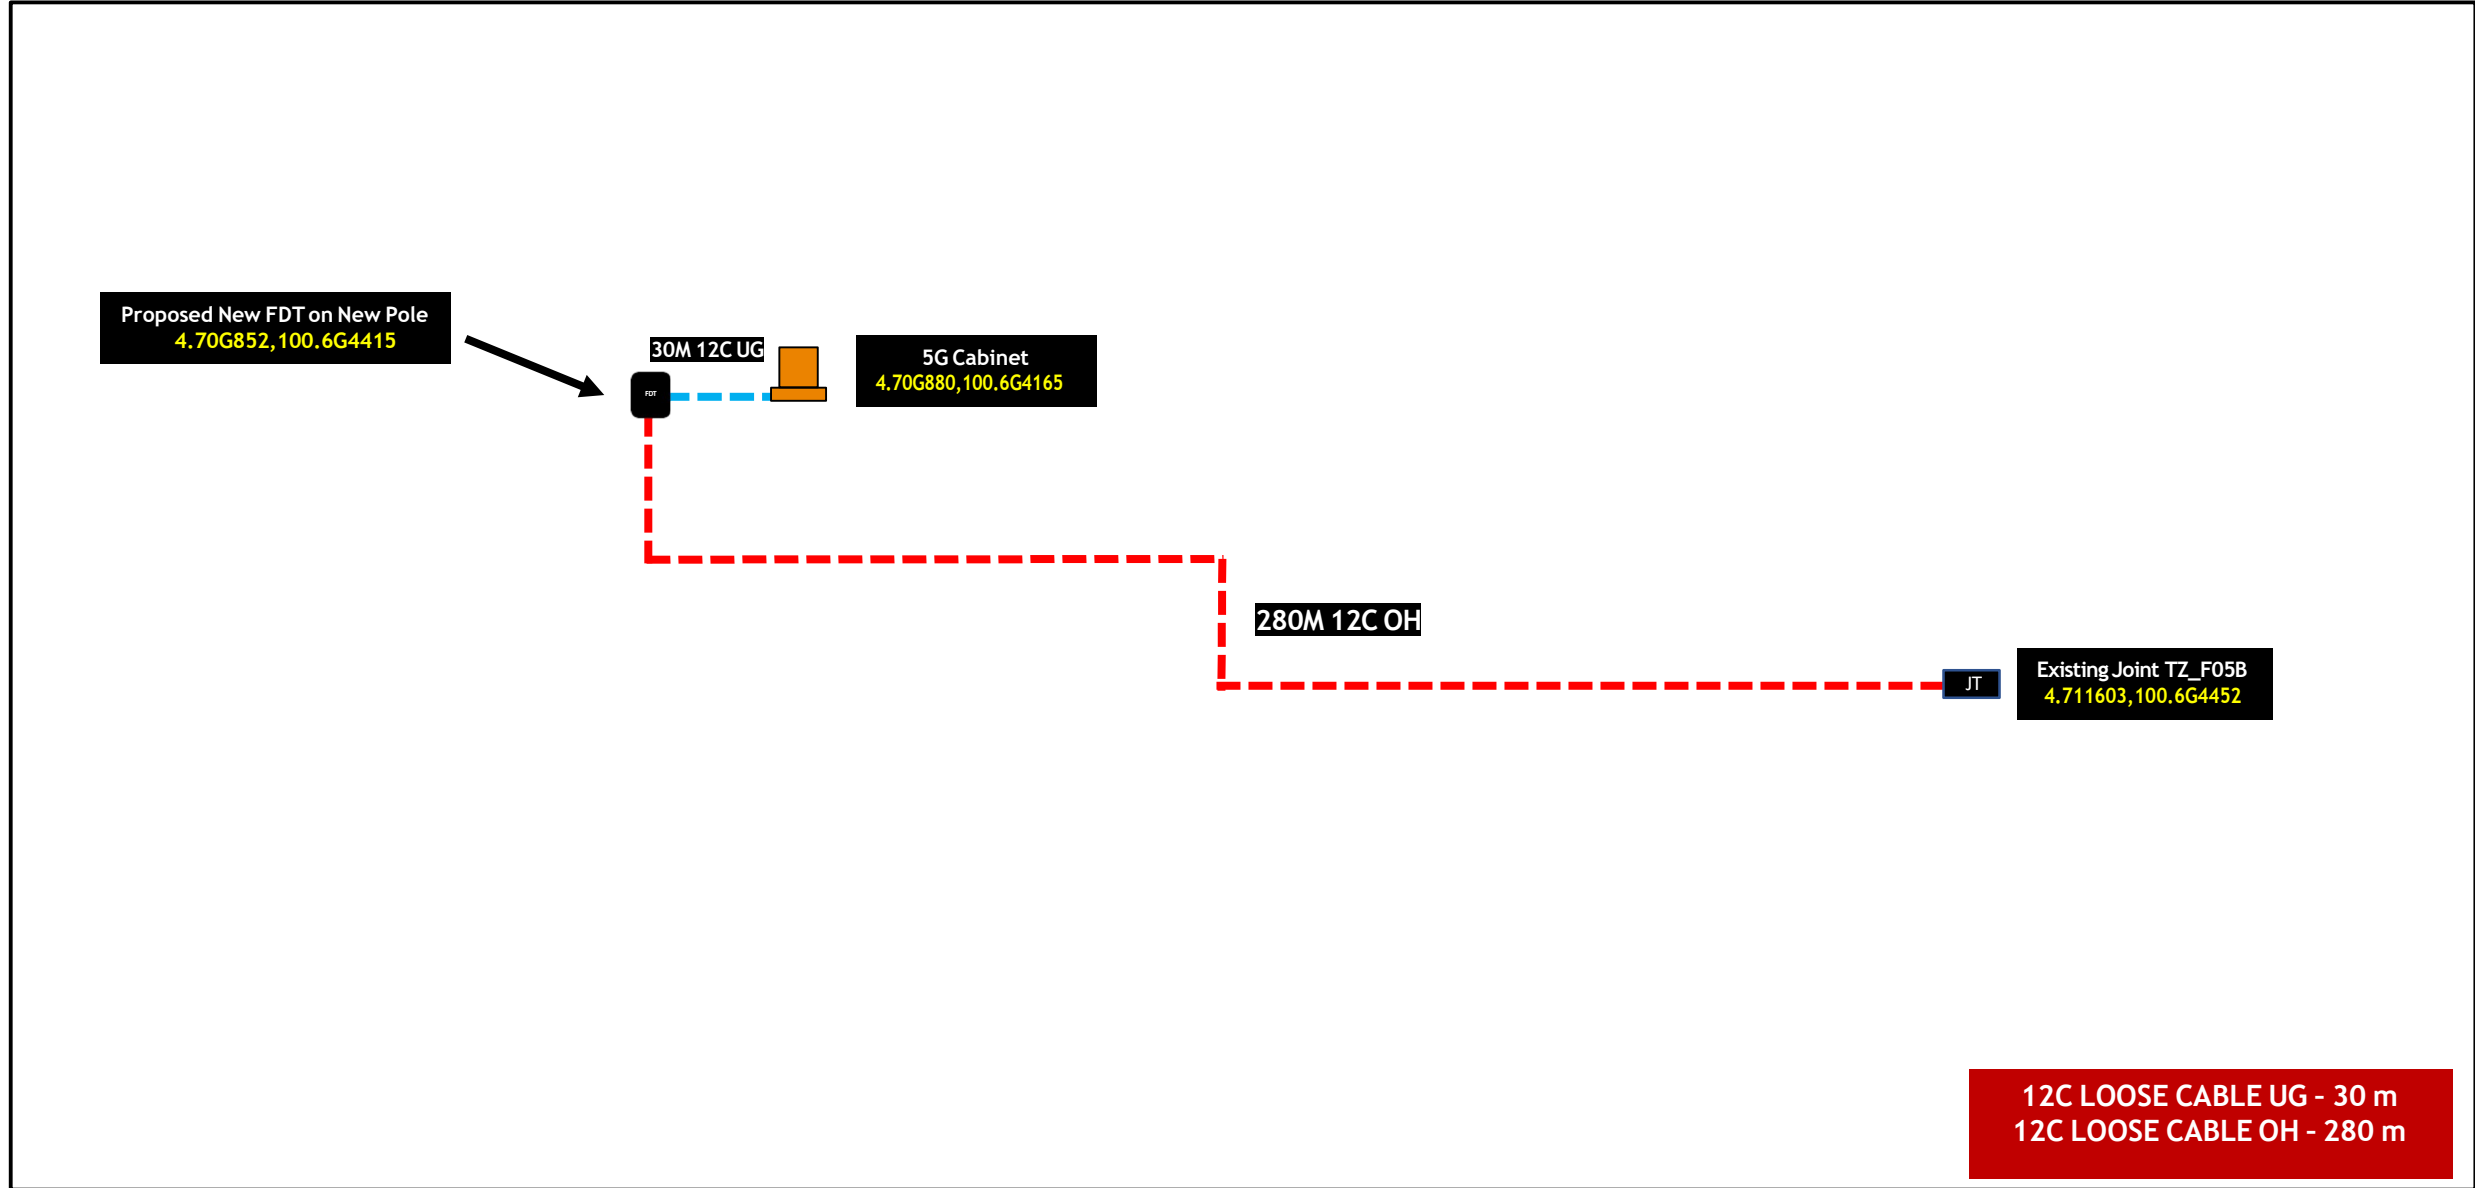 Proposed New FDT on New Pole
4.70G852,100.6G4415
30M 12C UG
5G Cabinet
4.70G880,100.6G4165
FDT
280M 12C OH
JT
Existing Joint TZ_F05B
4.711603,100.6G4452
12C LOOSE CABLE UG – 30 m
12C LOOSE CABLE OH – 280 m